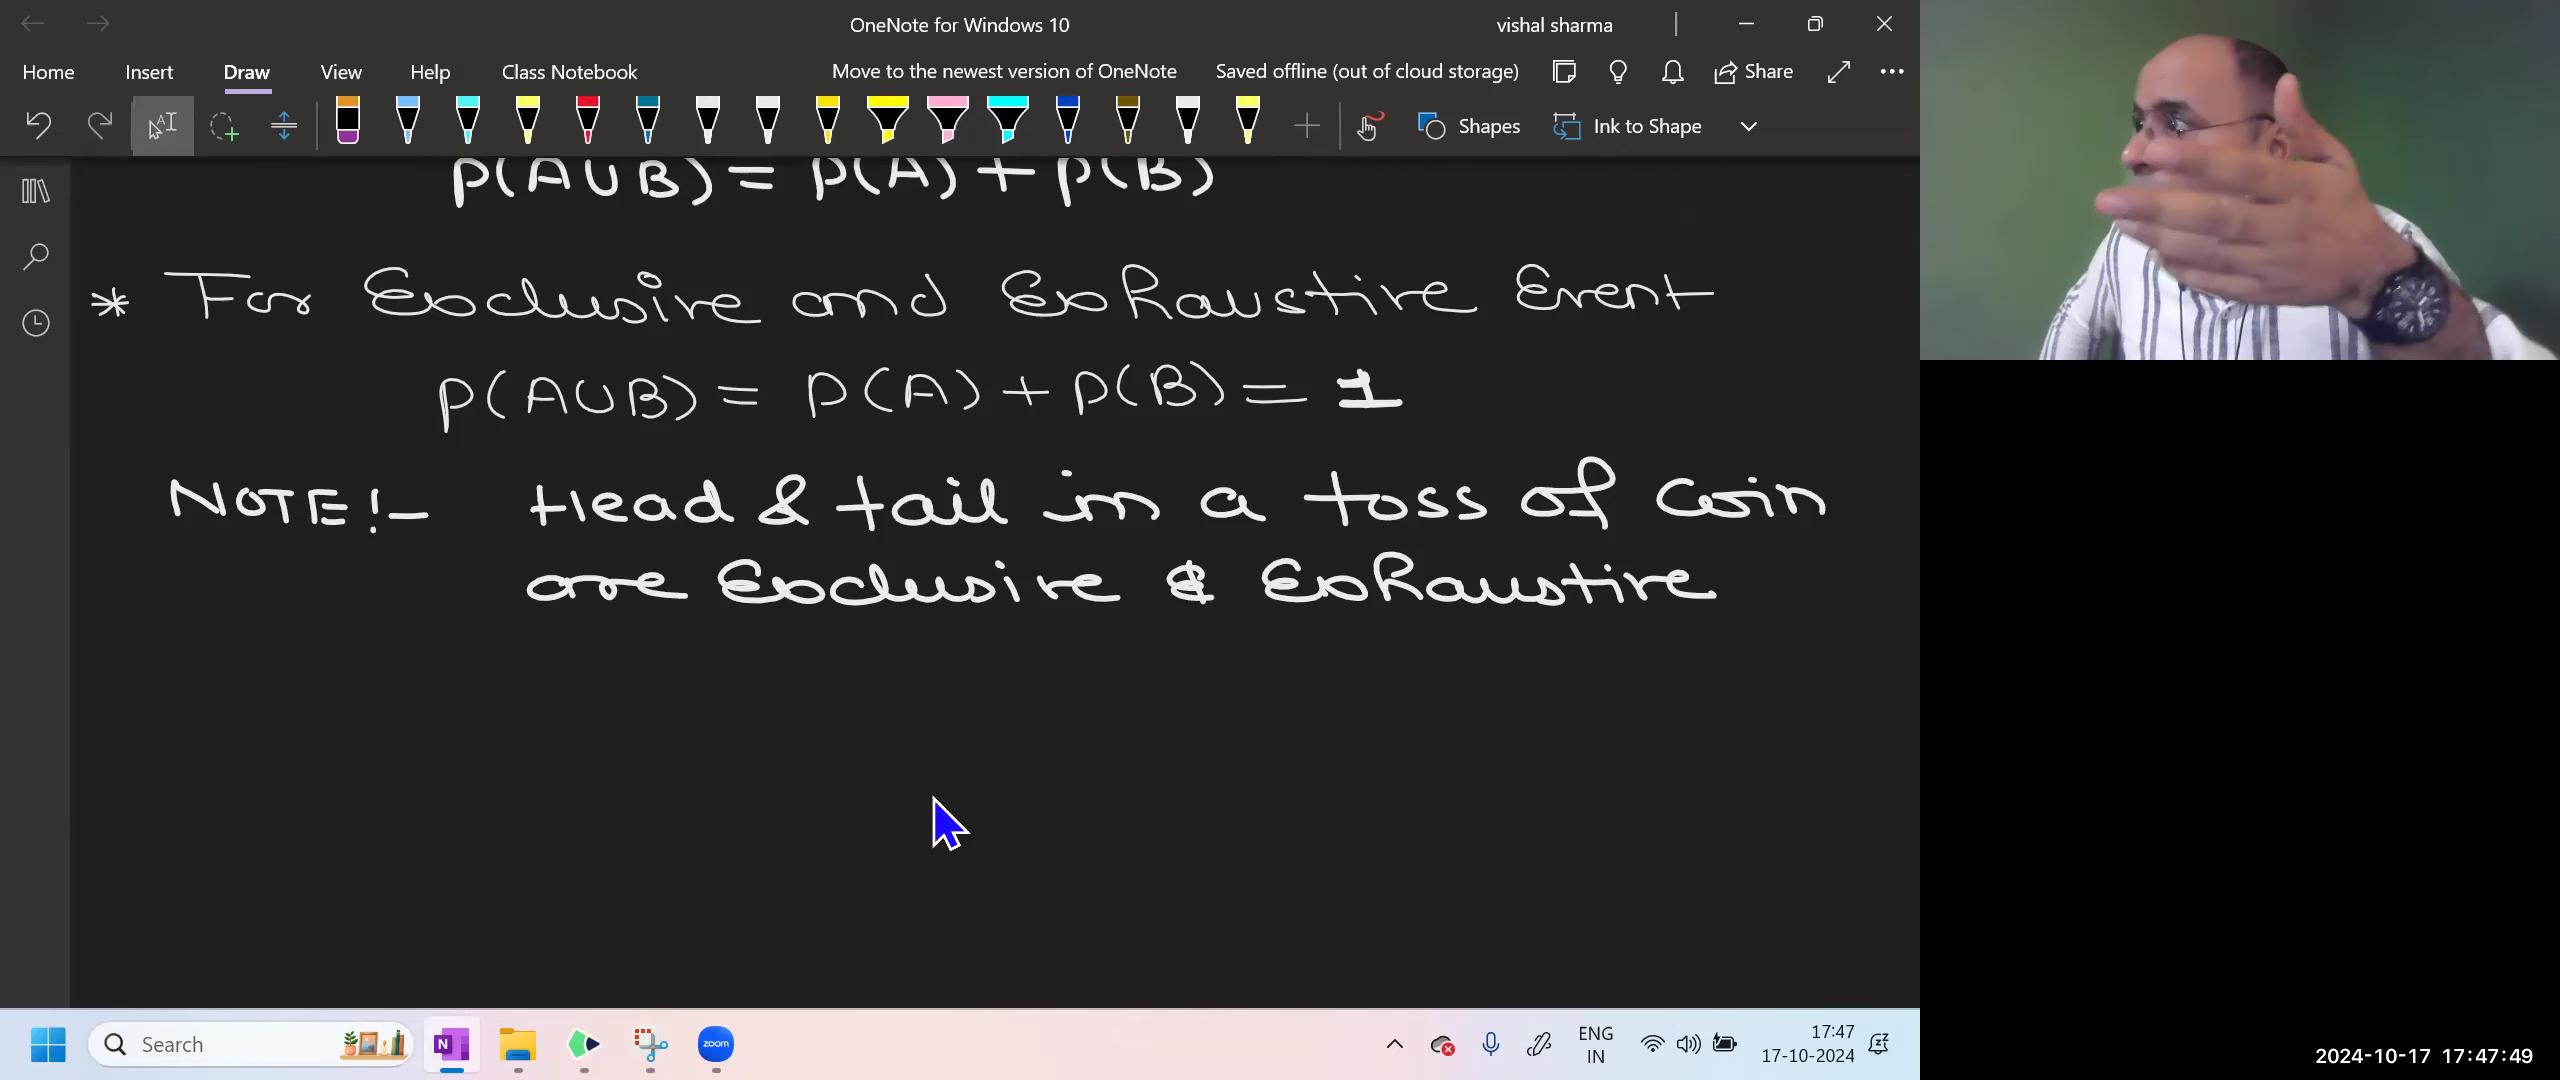 OneNote for Windows 10
vishal sharma
Home Insert Draw View Help Class Notebook
Move to the newest version of OneNote Saved offline (out of cloud storage) Share
Shapes Ink to Shape
P(A∪B) = P(A) + P(B)
* For Exclusive and Exhaustive Event
P(A∪B) = P(A) + P(B) = 1
NOTE:- Head & tail in a toss of Coin
are Exclusive & Exhaustive
Search
zoom
ENG
IN
17:47
17-10-2024
2024-10-17 17:47:49